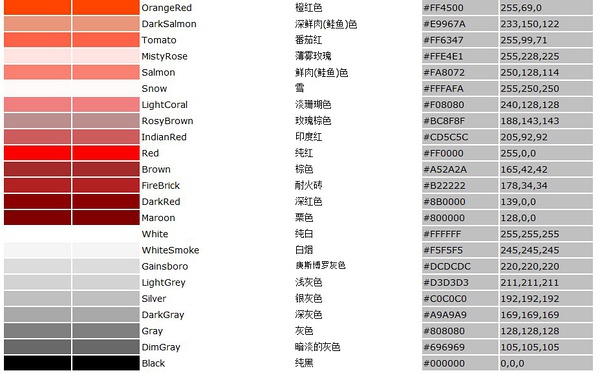 OrangeRed 橙红色 #FF4500 255,69,0
DarkSalmon 深鲜肉(鲑鱼)色 #E9967A 233,150,122
Tomato 番茄红 #FF6347 255,99,71
MistyRose 薄雾玫瑰 #FFE4E1 255,228,225
Salmon 鲜肉(鲑鱼)色 #FA8072 250,128,114
Snow 雪 #FFFAFA 255,250,250
LightCoral 淡珊瑚色 #F08080 240,128,128
RosyBrown 玫瑰棕色 #BC8F8F 188,143,143
IndianRed 印度红 #CD5C5C 205,92,92
Red 纯红 #FF0000 255,0,0
Brown 棕色 #A52A2A 165,42,42
FireBrick 耐火砖 #B22222 178,34,34
DarkRed 深红色 #8B0000 139,0,0
Maroon 栗色 #800000 128,0,0
White 纯白 #FFFFFF 255,255,255
WhiteSmoke 白烟 #F5F5F5 245,245,245
Gainsboro 庚斯博罗灰色 #DCDCDC 220,220,220
LightGrey 浅灰色 #D3D3D3 211,211,211
Silver 银灰色 #C0C0C0 192,192,192
DarkGray 深灰色 #A9A9A9 169,169,169
Gray 灰色 #808080 128,128,128
DimGray 暗淡的灰色 #696969 105,105,105
Black 纯黑 #000000 0,0,0